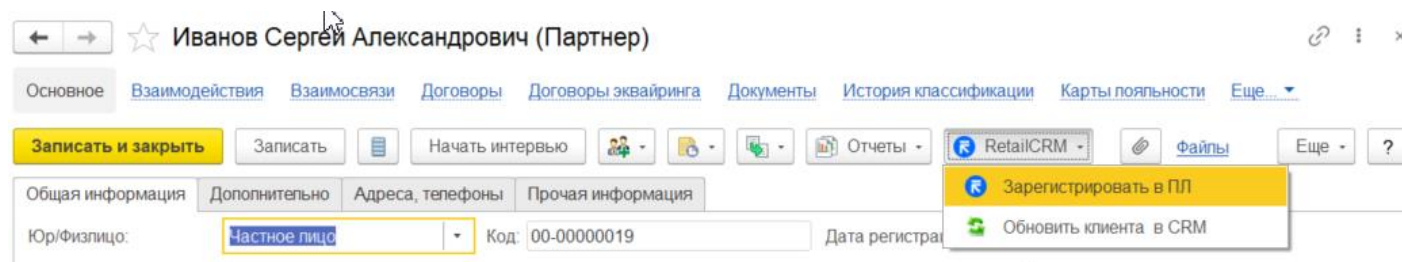 Иванов Сергей Александрович (Партнер)
Основное Взаимодействия Взаимосвязи Договоры Договоры эквайринга Документы История классификации Карты лояльности Еще...
Записать и закрыть Записать Начать интервью Отчеты RetailCRM Файлы Еще ?
Зарегистрировать в ПЛ
Общая информация Дополнительно Адреса, телефоны Прочая информация
Обновить клиента в CRM
Юр/Физлицо: Частное лицо Код: 00-00000019 Дата регистра